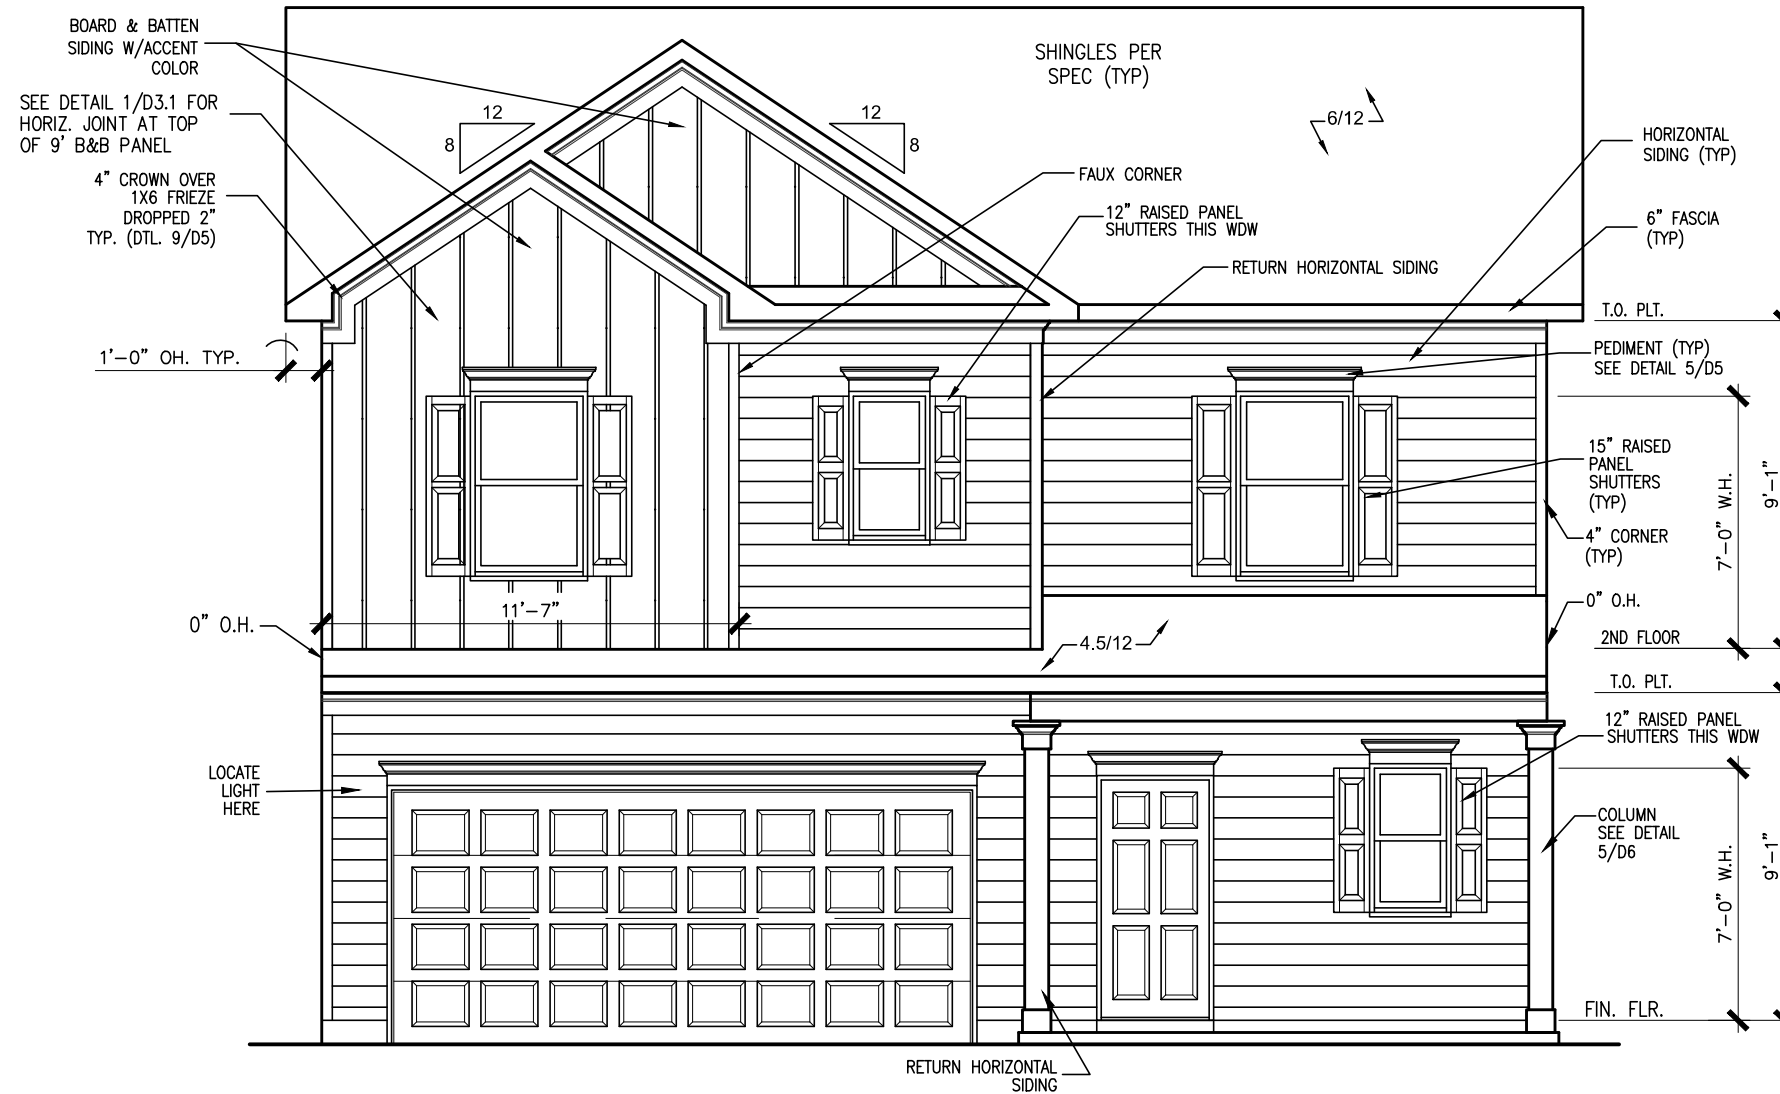 BOARD & BATTEN
SIDING W/ACCENT
COLOR
SEE DETAIL 1/D3.1 FOR
HORIZ. JOINT AT TOP
OF 9' B&B PANEL
4" CROWN OVER
1X6 FRIEZE
DROPPED 2"
TYP. (DTL. 9/D5)
1'-0" OH. TYP.
0" O.H.
LOCATE
LIGHT
HERE
12
8
12
8
SHINGLES PER
SPEC (TYP)
6/12
FAUX CORNER
12" RAISED PANEL
SHUTTERS THIS WDW
RETURN HORIZONTAL SIDING
11'-7"
4.5/12
RETURN HORIZONTAL
SIDING
HORIZONTAL
SIDING (TYP)
6" FASCIA
(TYP)
T.O. PLT.
PEDIMENT (TYP)
SEE DETAIL 5/D5
15" RAISED
PANEL
SHUTTERS
(TYP)
4" CORNER
(TYP)
7'-0" W.H.
9'-1"
0" O.H.
2ND FLOOR
T.O. PLT.
12" RAISED PANEL
SHUTTERS THIS WDW
COLUMN
SEE DETAIL
5/D6
7'-0" W.H.
9'-1"
FIN. FLR.